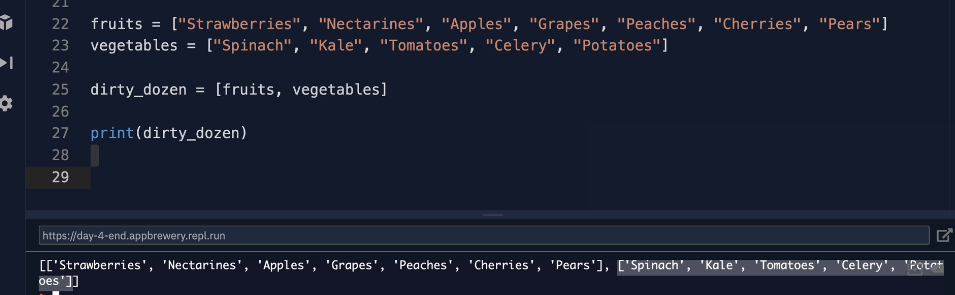 21
22 fruits = ["Strawberries", "Nectarines", "Apples", "Grapes", "Peaches", "Cherries", "Pears"]
23 vegetables = ["Spinach", "Kale", "Tomatoes", "Celery", "Potatoes"]
24
25 dirty_dozen = [fruits, vegetables]
26
27 print(dirty_dozen)
28
29
https://day-4-end.appbrewery.repl.run
[['Strawberries', 'Nectarines', 'Apples', 'Grapes', 'Peaches', 'Cherries', 'Pears'], ['Spinach', 'Kale', 'Tomatoes', 'Celery', 'Potat
oes']]